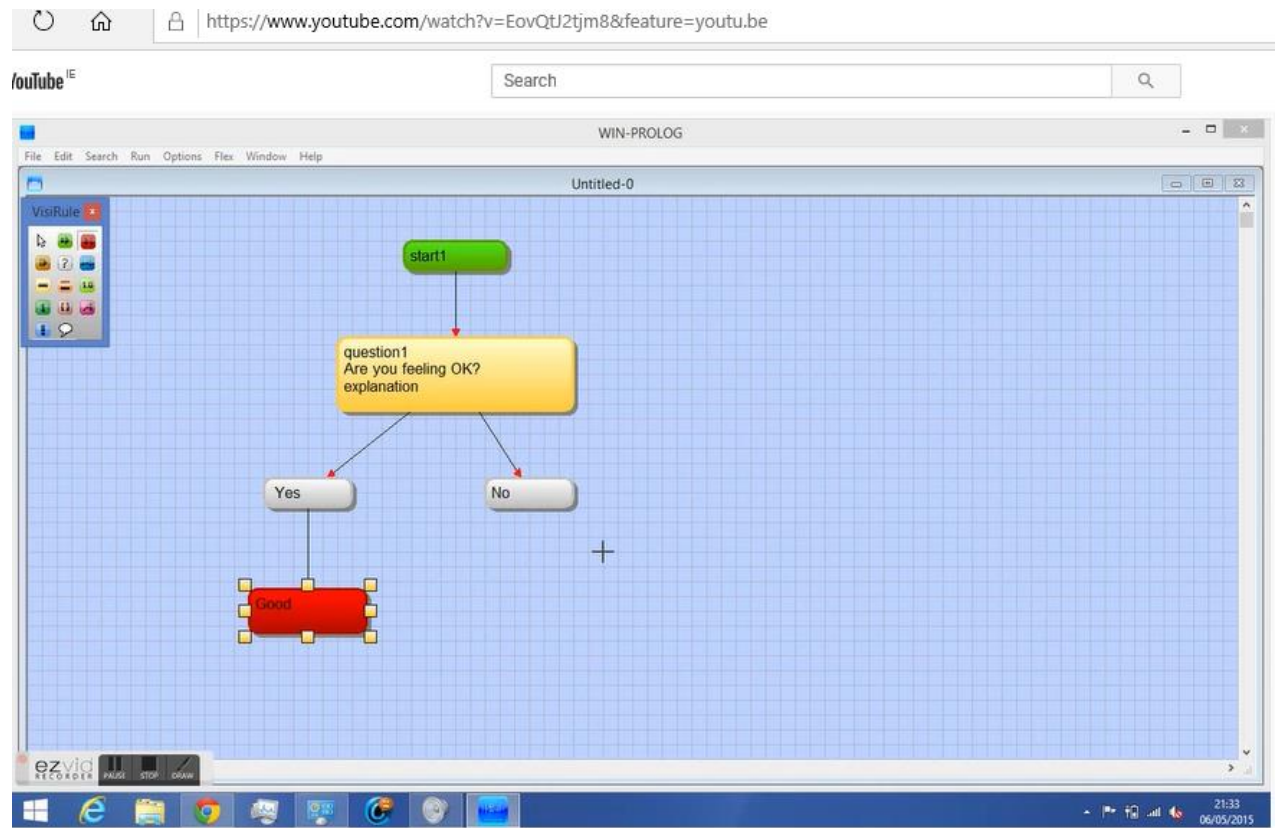 https://www.youtube.com/watch?v=EovQtJ2tjm8&feature=youtu.be
YouTube IE
Search
WIN-PROLOG
File Edit Search Run Options Flex Window Help
Untitled-0
VisiRule
start1
question1
Are you feeling OK?
explanation
Yes
No
Good
ezvid
RECORDER
PAUSE STOP DRAW
21:33
06/05/2015